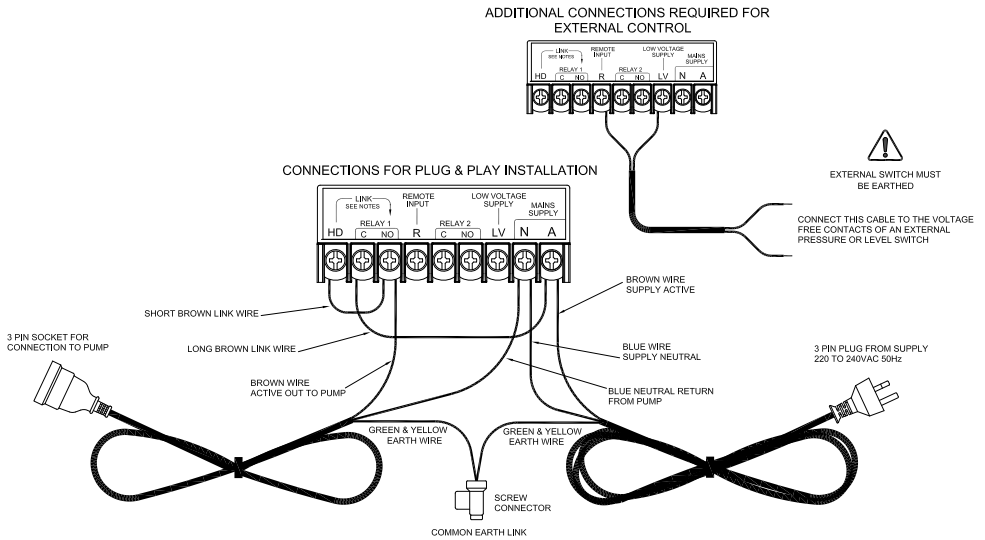 ADDITIONAL CONNECTIONS REQUIRED FOR
EXTERNAL CONTROL
LINK
SEE NOTES
REMOTE
INPUT
LOW VOLTAGE
SUPPLY
MAINS
SUPPLY
RELAY 1
RELAY 2
HD C NO R C NO LV N A
EXTERNAL SWITCH MUST
BE EARTHED
CONNECT THIS CABLE TO THE VOLTAGE
FREE CONTACTS OF AN EXTERNAL
PRESSURE OR LEVEL SWITCH
CONNECTIONS FOR PLUG & PLAY INSTALLATION
LINK
SEE NOTES
REMOTE
INPUT
LOW VOLTAGE
SUPPLY
MAINS
SUPPLY
RELAY 1
RELAY 2
HD C NO R C NO LV N A
BROWN WIRE
SUPPLY ACTIVE
SHORT BROWN LINK WIRE
3 PIN SOCKET FOR
CONNECTION TO PUMP
LONG BROWN LINK WIRE
BLUE WIRE
SUPPLY NEUTRAL
3 PIN PLUG FROM SUPPLY
220 TO 240VAC 50Hz
BROWN WIRE
ACTIVE OUT TO PUMP
BLUE NEUTRAL RETURN
FROM PUMP
GREEN & YELLOW
EARTH WIRE
GREEN & YELLOW
EARTH WIRE
SCREW
CONNECTOR
COMMON EARTH LINK